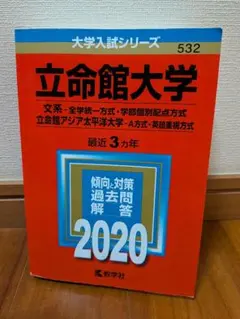 大学入試シリーズ
532
立命館大学
文系-全学統一方式・学部個別配点方式
立命館アジア太平洋大学-A方式・英語重視方式
最近3カ年
傾向と対策
過去問
解答
2020
教学社